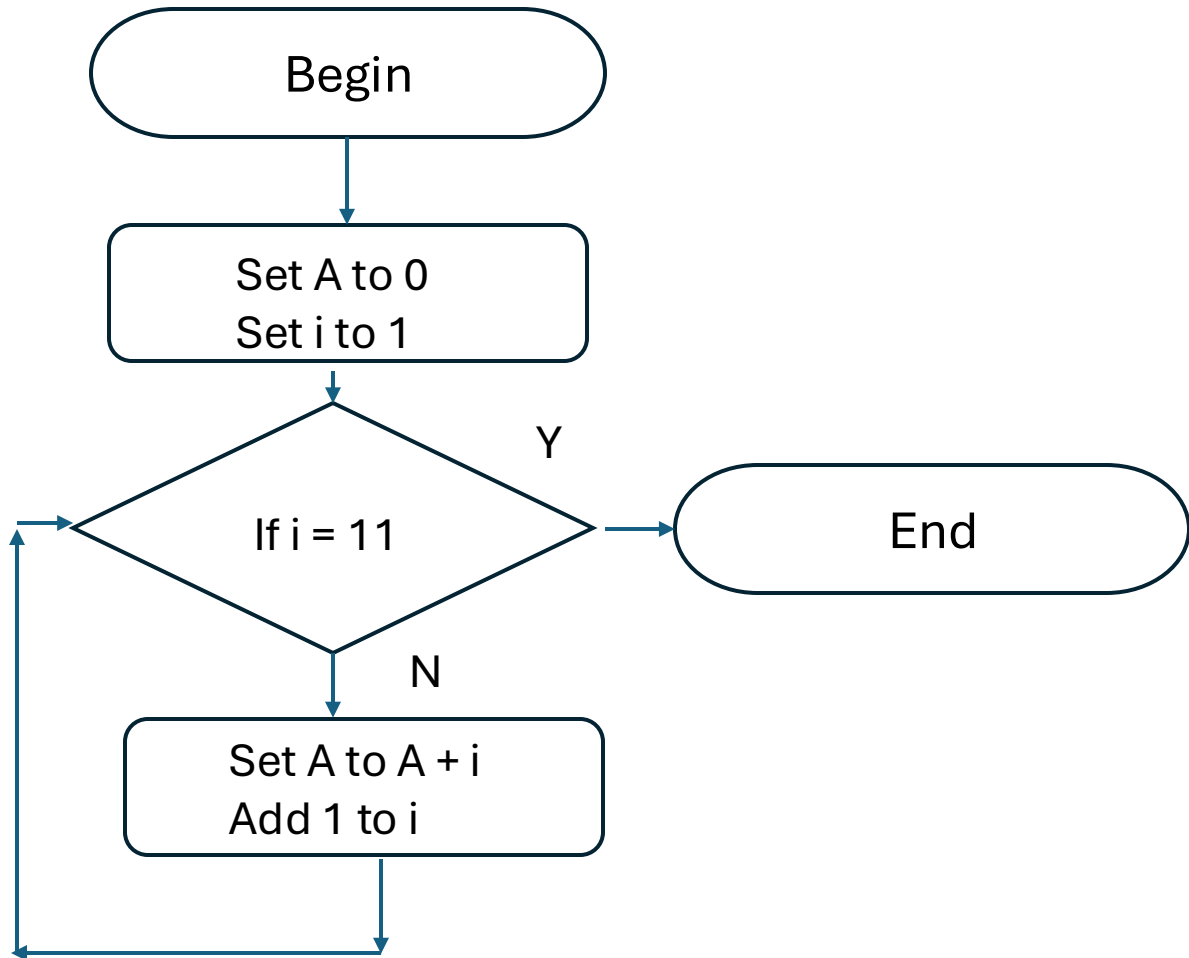 Begin
Set A to 0
Set i to 1
Y
If i = 11
End
N
Set A to A + i
Add 1 to i